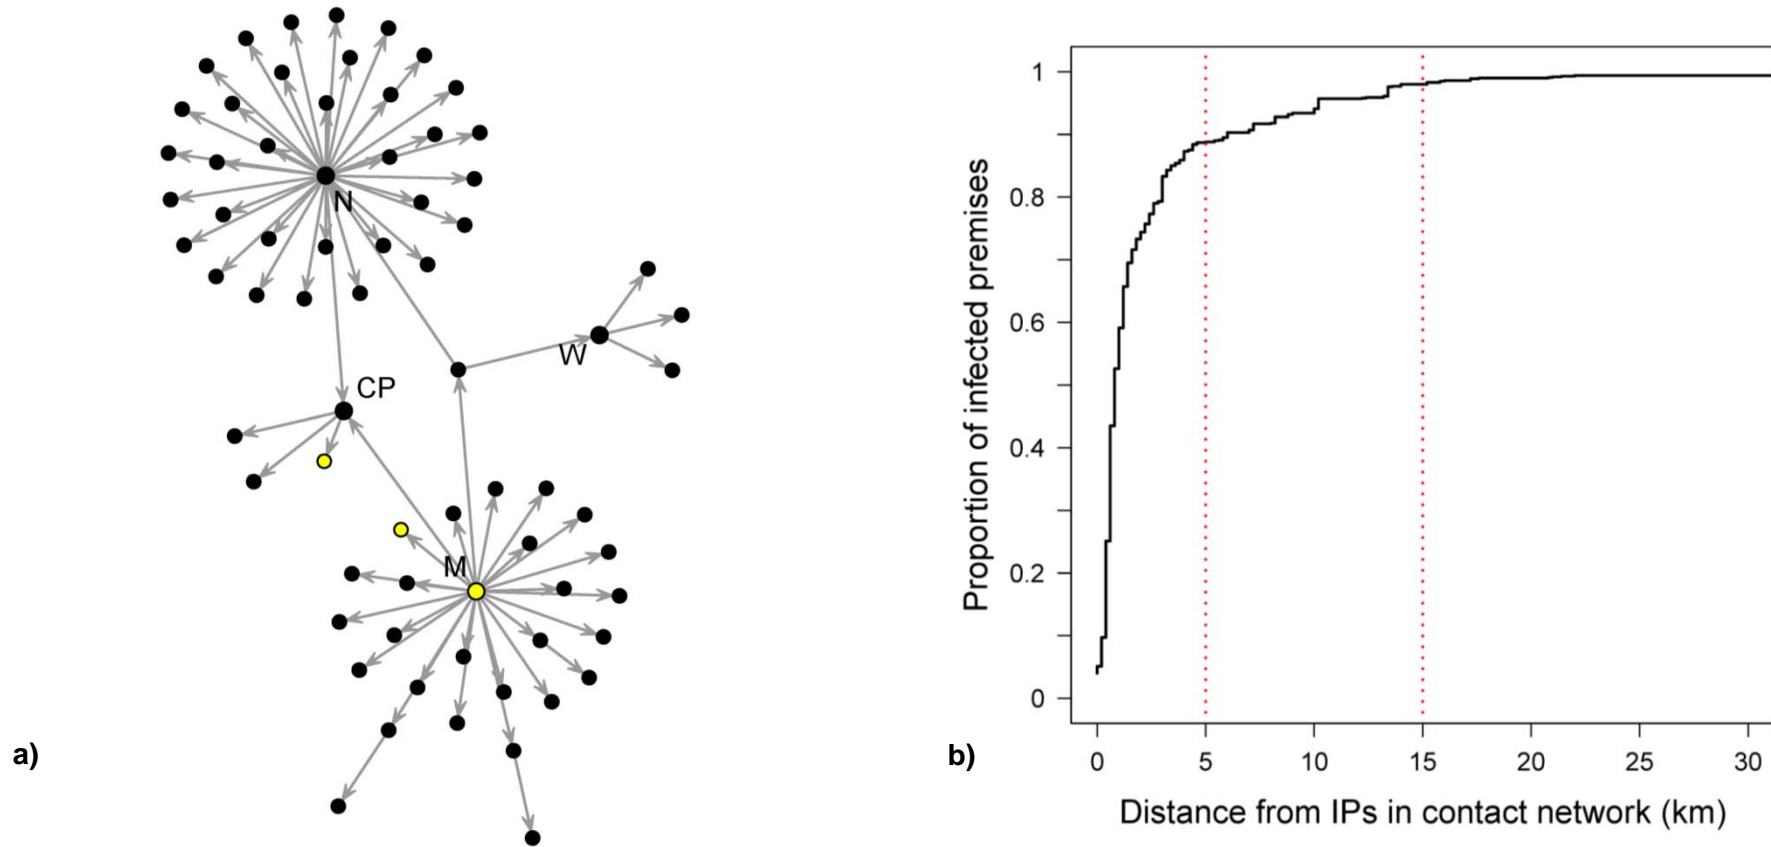 N
W
CP
M
a)
1
0.8
0.6
0.4
0.2
0
Proportion of infected premises
0 5 10 15 20 25 30
Distance from IPs in contact network (km)
b)